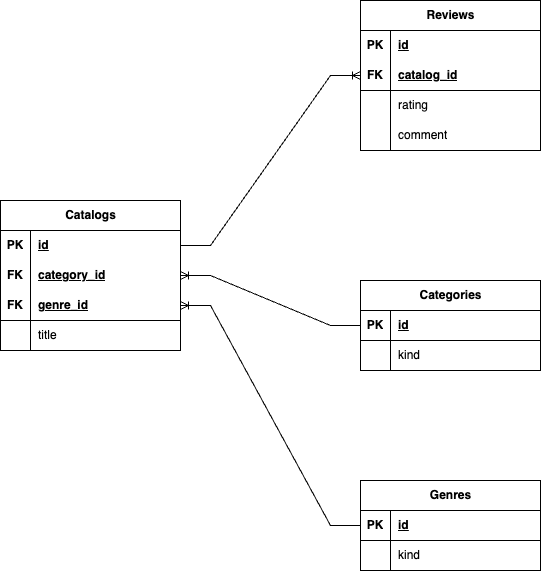 Reviews
PK id
FK catalog_id
rating
comment
Catalogs
PK id
FK category_id
FK genre_id
title
Categories
PK id
kind
Genres
PK id
kind